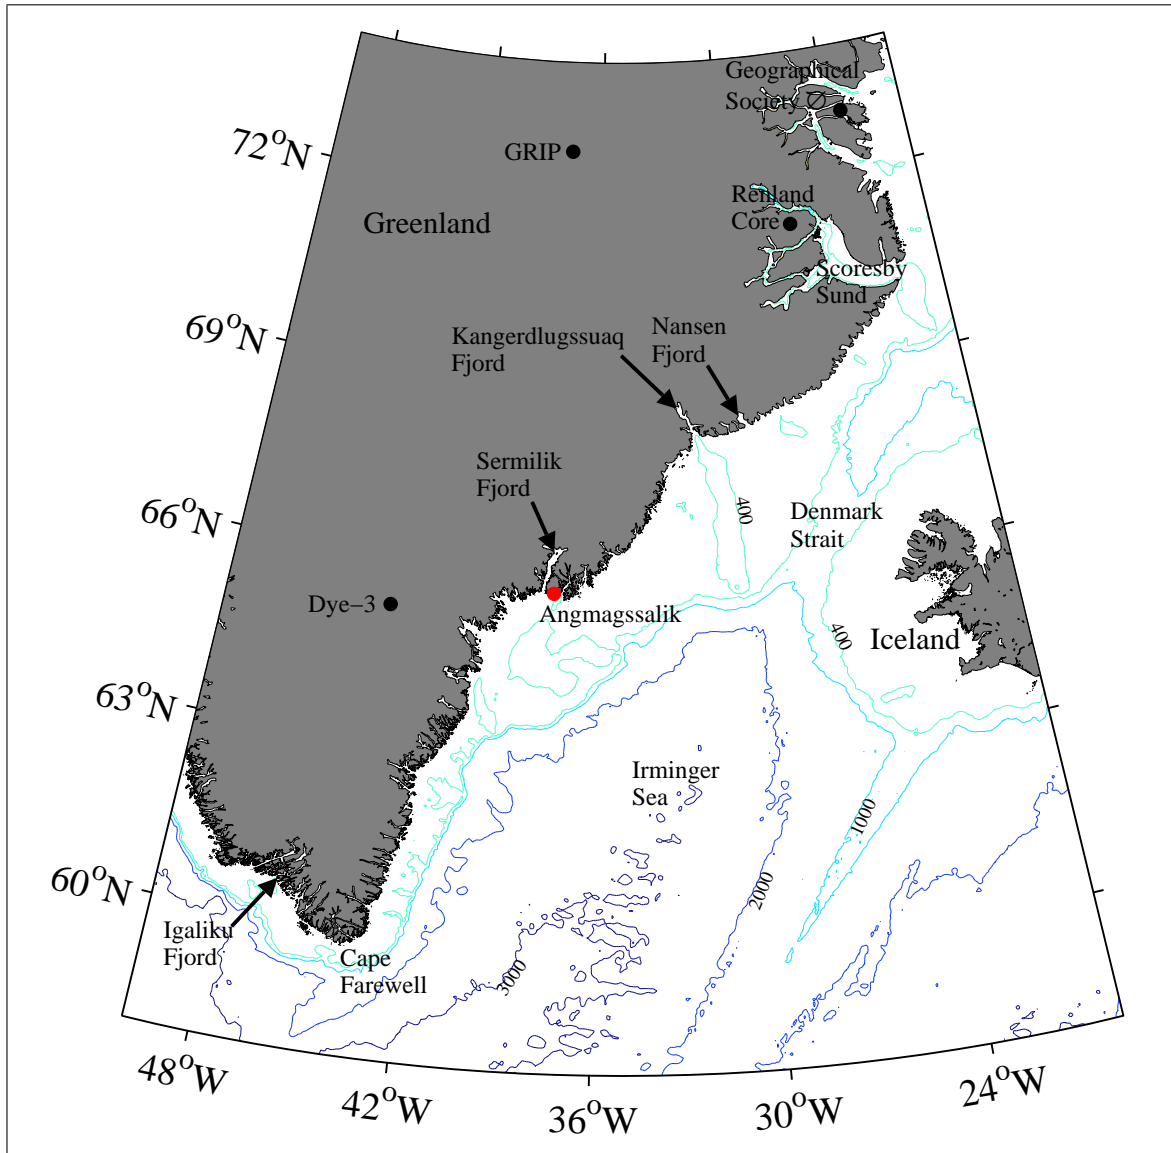 Geographical
Society Ø
72°N
GRIP
Renland
Core
Greenland
Scoresby
Sund
69°N
Kangerdlugssuaq
Fjord
Nansen
Fjord
Sermilik
Fjord
66°N
400
Denmark
Strait
Dye−3
Angmagssalik
400
Iceland
63°N
Irminger
Sea
1000
60°N
2000
Igaliku
Fjord
Cape
Farewell
3000
48°W
42°W
36°W
30°W
24°W